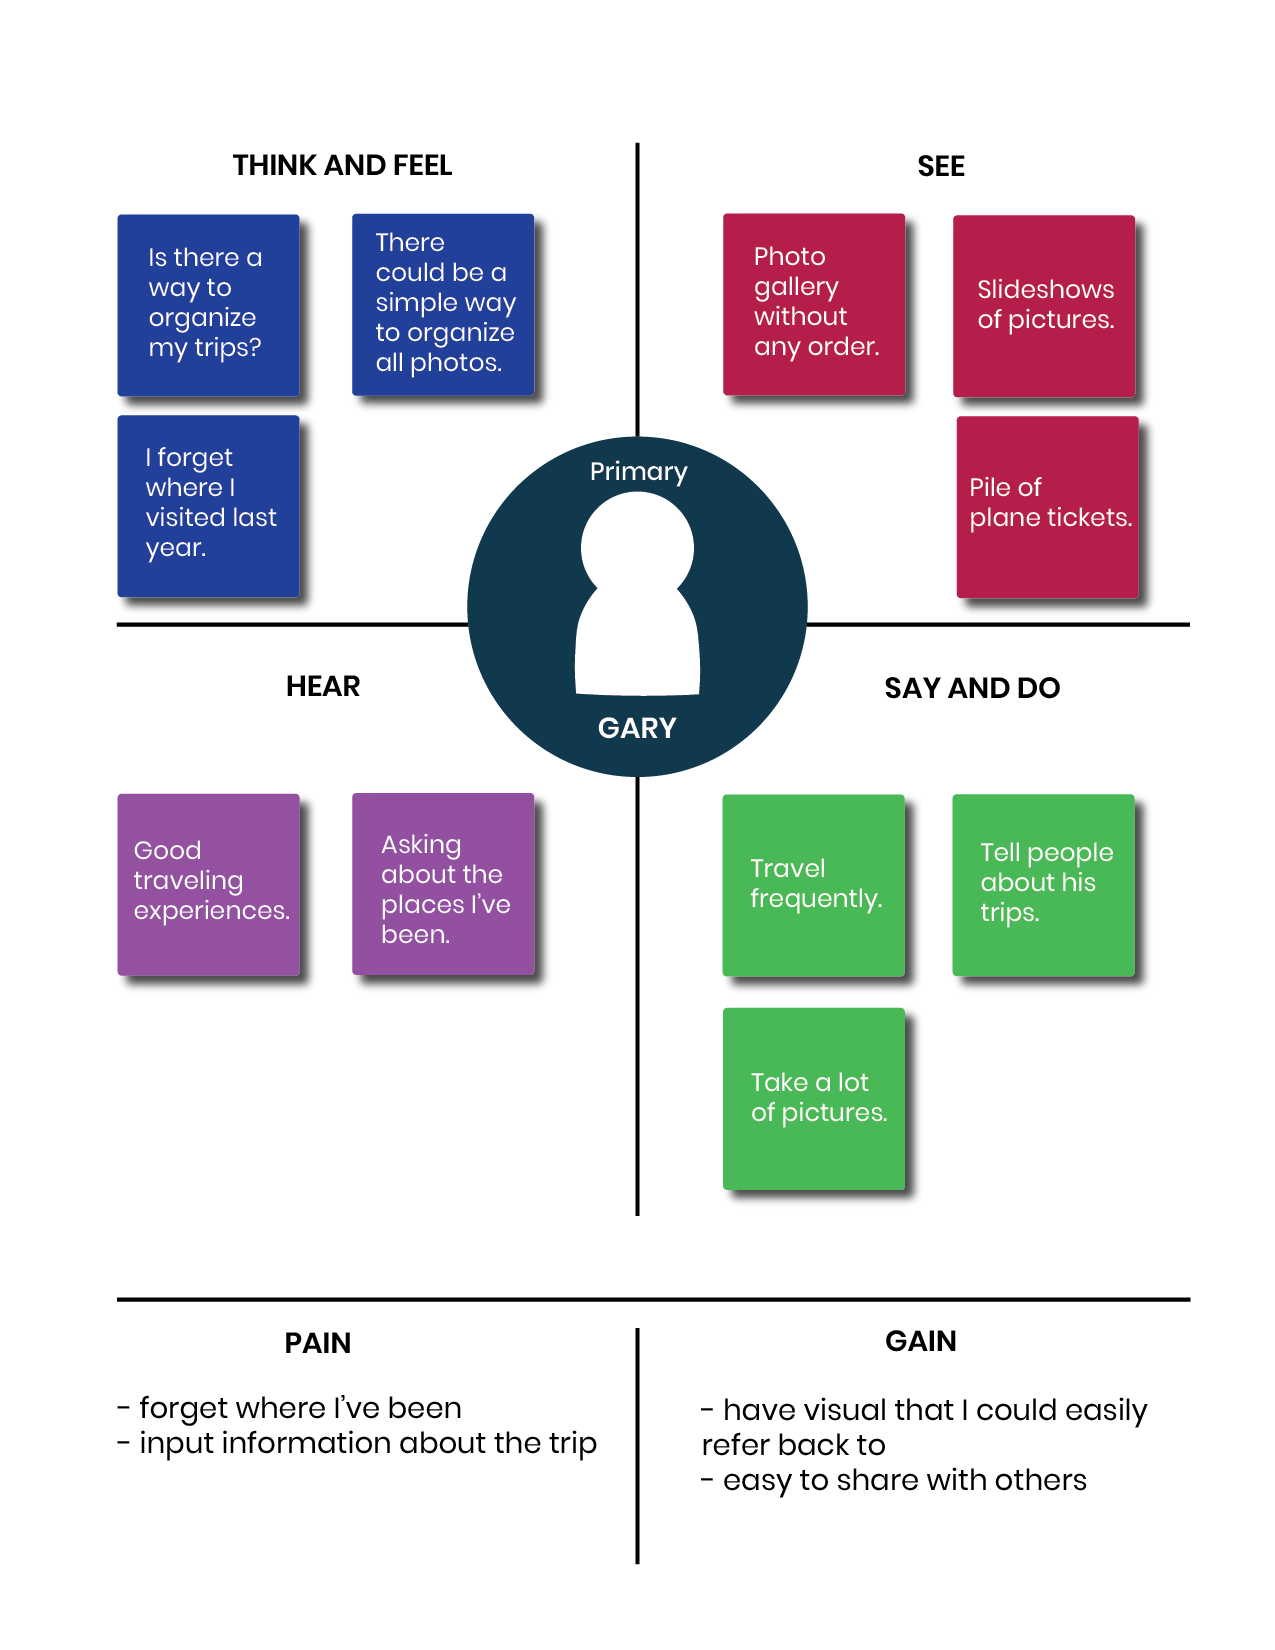 THINK AND FEEL
Is there a
way to
organize
my trips?
There
could be a
simple way
to organize
all photos.
I forget
where I
visited last
year.
SEE
Photo
gallery
without
any order.
Slideshows
of pictures.
Pile of
plane tickets.
Primary
GARY
HEAR
Good
traveling
experiences.
Asking
about the
places I’ve
been.
SAY AND DO
Travel
frequently.
Tell people
about his
trips.
Take a lot
of pictures.
PAIN
- forget where I’ve been
- input information about the trip
GAIN
- have visual that I could easily
refer back to
- easy to share with others